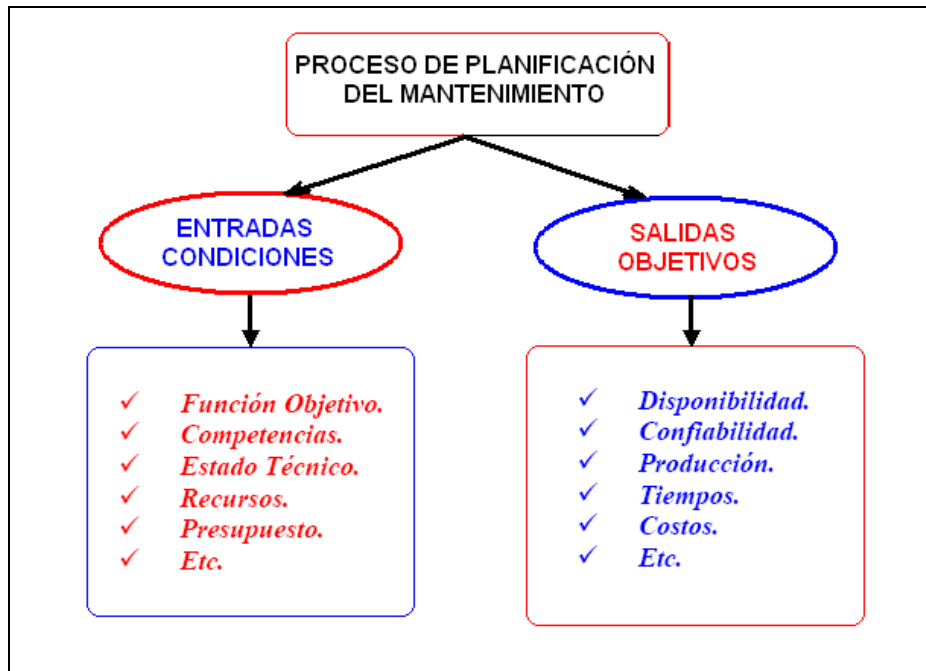 PROCESO DE PLANIFICACIÓN
DEL MANTENIMIENTO
ENTRADAS
CONDICIONES
✓ Función Objetivo.
✓ Competencias.
✓ Estado Técnico.
✓ Recursos.
✓ Presupuesto.
✓ Etc.
SALIDAS
OBJETIVOS
✓ Disponibilidad.
✓ Confiabilidad.
✓ Producción.
✓ Tiempos.
✓ Costos.
✓ Etc.